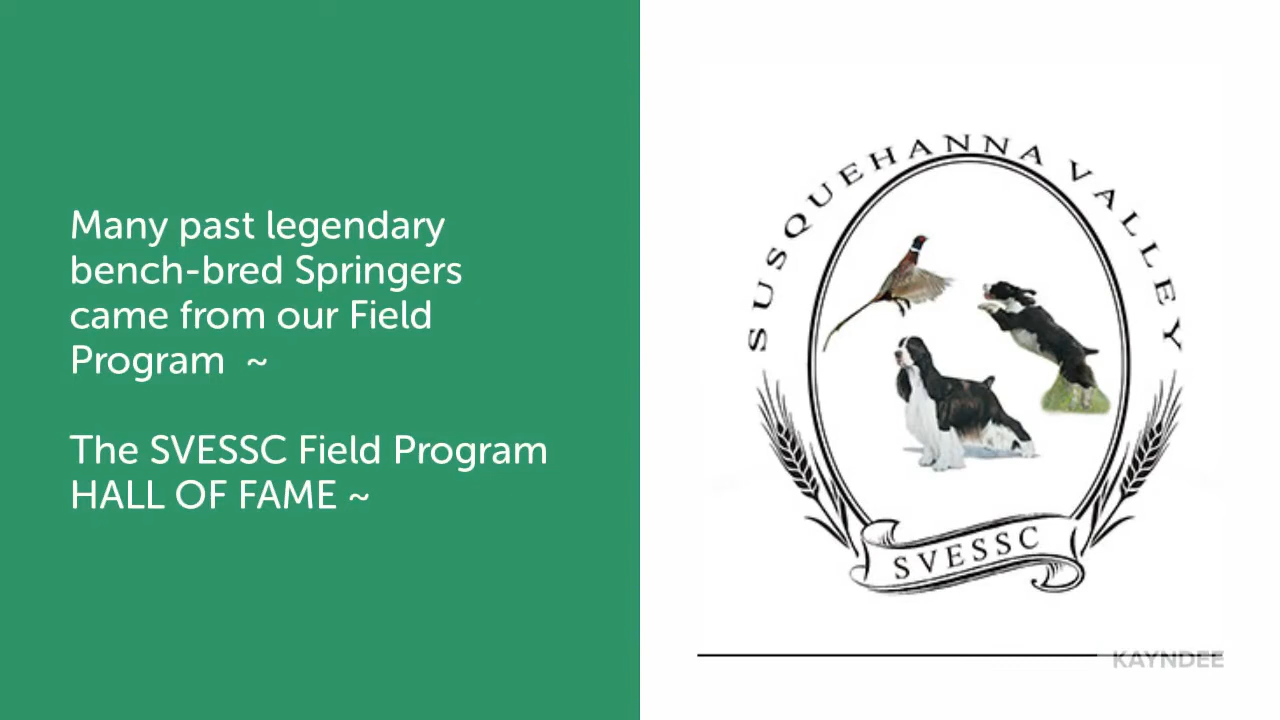 Many past legendary
bench-bred Springers
came from our Field
Program ~
The SVESSC Field Program
HALL OF FAME ~
SUSQUEHANNA VALLEY
SVESSC
KAYNDEE